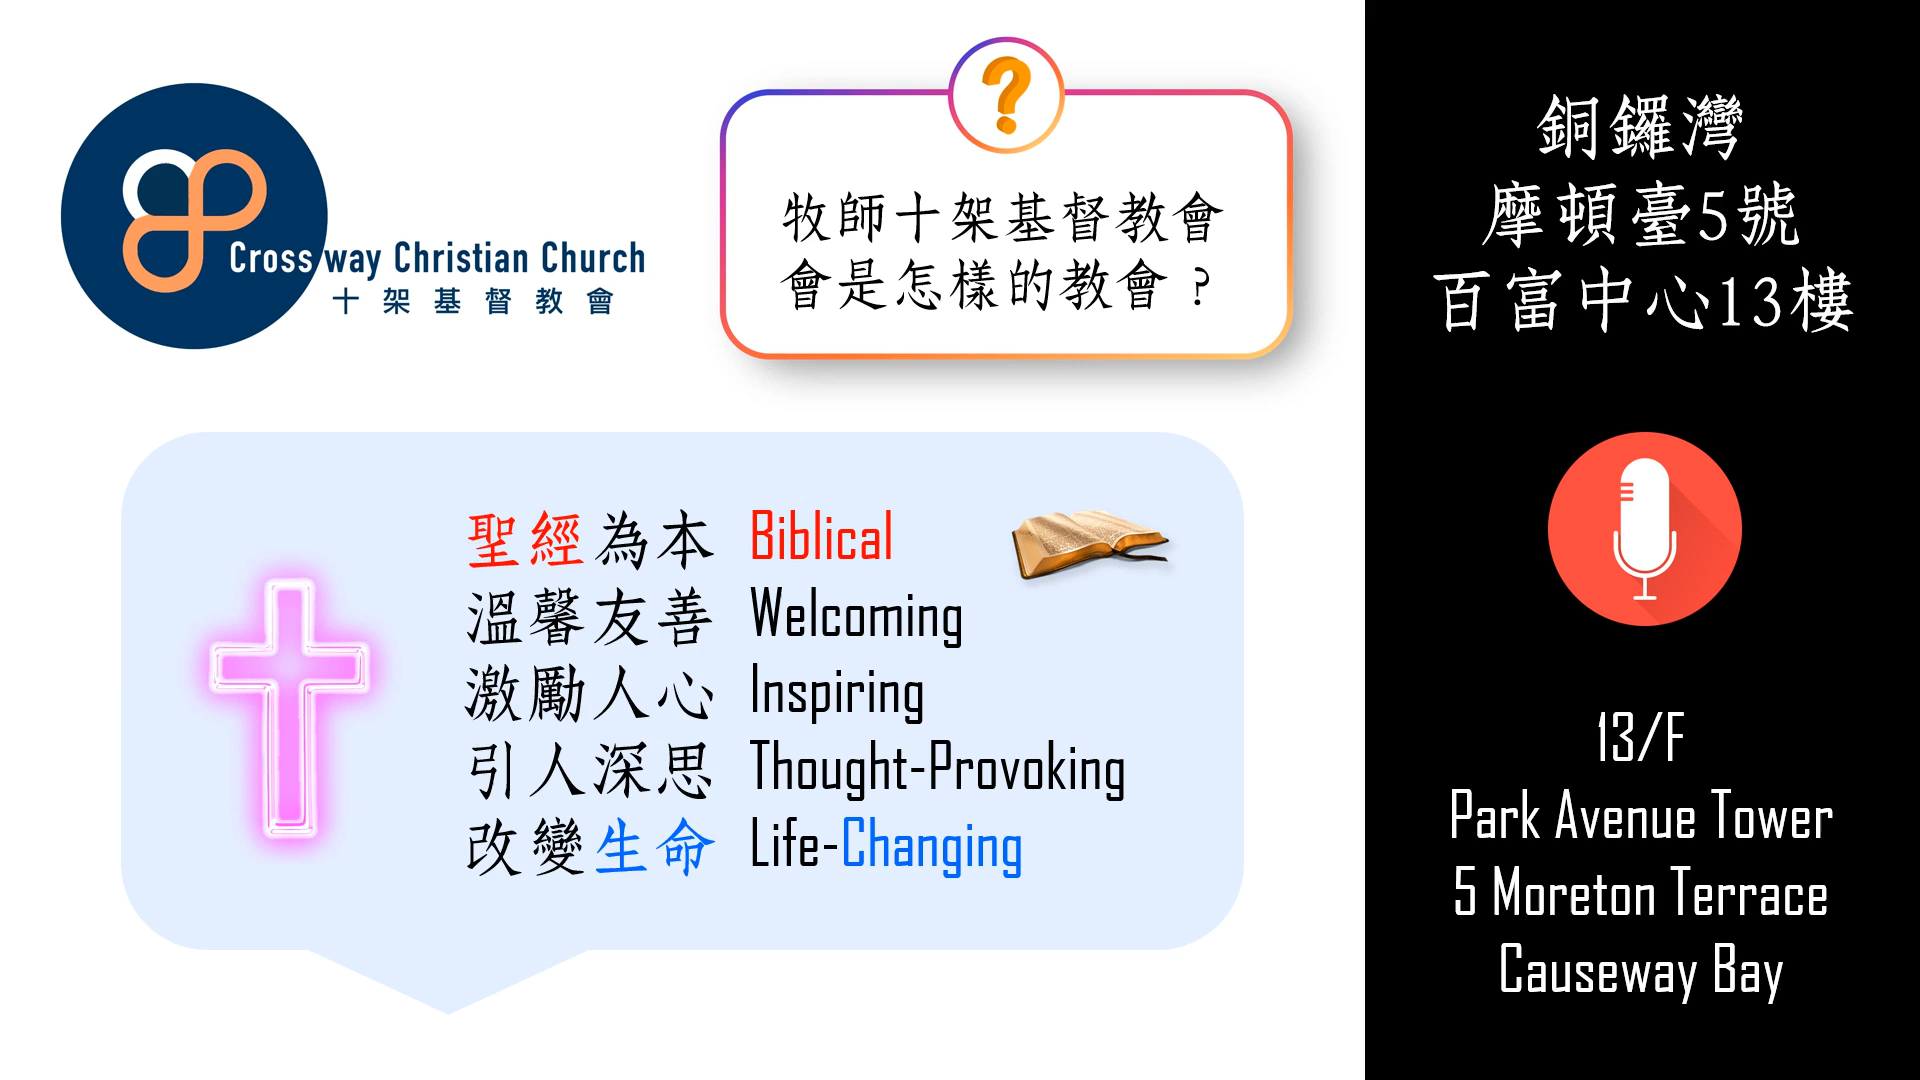 Cross way Christian Church
十架基督教會
?
牧師十架基督教會
會是怎樣的教會？
聖經為本 Biblical
溫馨友善 Welcoming
激勵人心 Inspiring
引人深思 Thought-Provoking
改變生命 Life-Changing
銅鑼灣
摩頓臺5號
百富中心13樓
13/F
Park Avenue Tower
5 Moreton Terrace
Causeway Bay